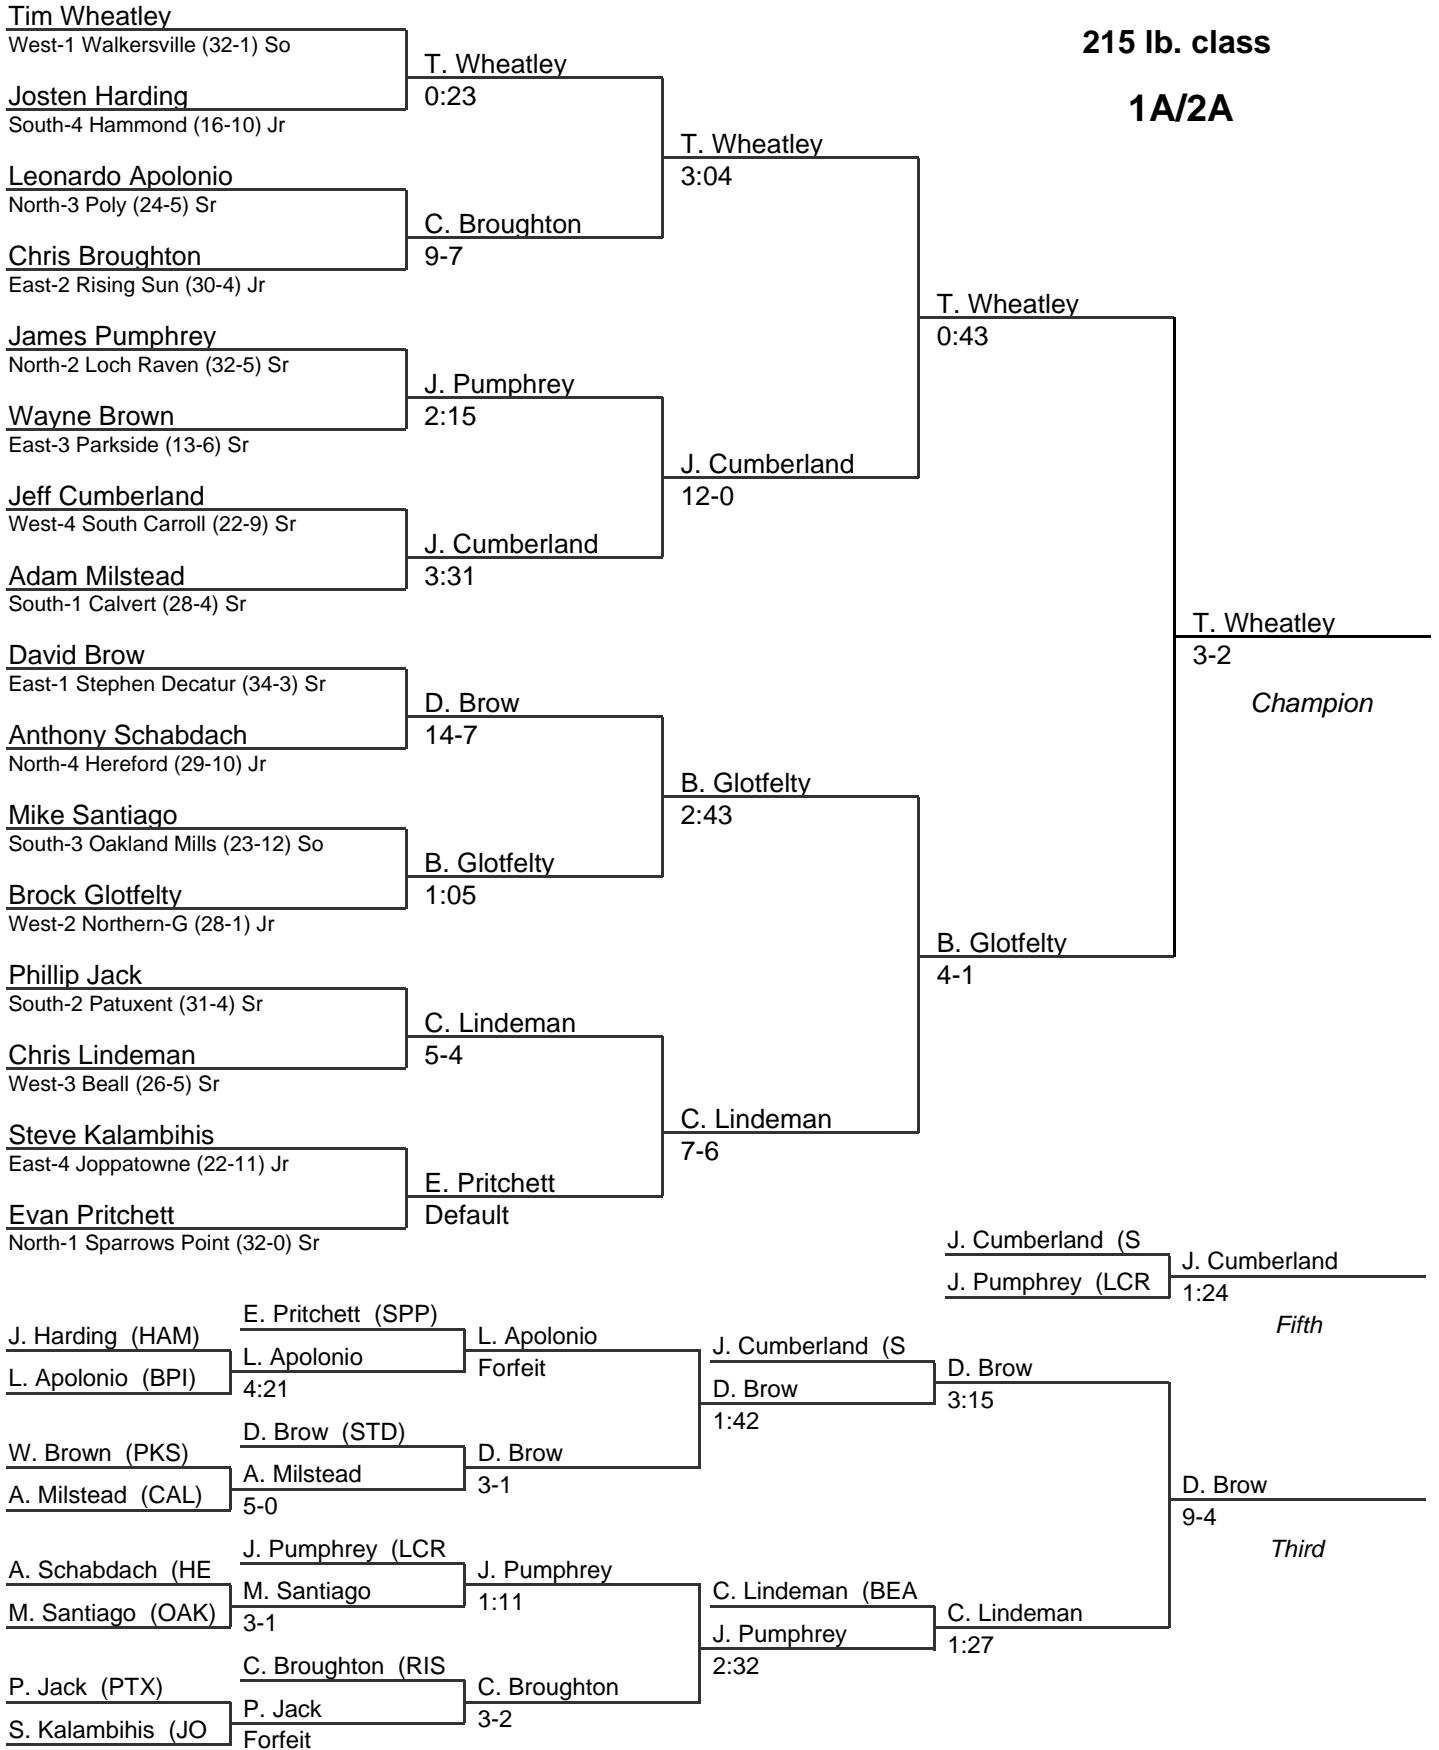 215 lb. class
1A/2A
Tim Wheatley
West-1 Walkersville (32-1) So
Josten Harding
South-4 Hammond (16-10) Jr
Leonardo Apolonio
North-3 Poly (24-5) Sr
Chris Broughton
East-2 Rising Sun (30-4) Jr
James Pumphrey
North-2 Loch Raven (32-5) Sr
Wayne Brown
East-3 Parkside (13-6) Sr
Jeff Cumberland
West-4 South Carroll (22-9) Sr
Adam Milstead
South-1 Calvert (28-4) Sr
David Brow
East-1 Stephen Decatur (34-3) Sr
Anthony Schabdach
North-4 Hereford (29-10) Jr
Mike Santiago
South-3 Oakland Mills (23-12) So
Brock Glotfelty
West-2 Northern-G (28-1) Jr
Phillip Jack
South-2 Patuxent (31-4) Sr
Chris Lindeman
West-3 Beall (26-5) Sr
Steve Kalambihis
East-4 Joppatowne (22-11) Jr
Evan Pritchett
North-1 Sparrows Point (32-0) Sr
T. Wheatley
0:23
C. Broughton
9-7
J. Pumphrey
2:15
J. Cumberland
3:31
D. Brow
14-7
B. Glotfelty
1:05
C. Lindeman
5-4
E. Pritchett
Default
T. Wheatley
3:04
J. Cumberland
12-0
B. Glotfelty
2:43
C. Lindeman
7-6
T. Wheatley
0:43
B. Glotfelty
4-1
T. Wheatley
3-2
Champion
J. Cumberland (S
J. Pumphrey (LCR
J. Cumberland
1:24
Fifth
J. Harding (HAM)
L. Apolonio (BPI)
W. Brown (PKS)
A. Milstead (CAL)
A. Schabdach (HE
M. Santiago (OAK)
P. Jack (PTX)
S. Kalambihis (JO
E. Pritchett (SPP)
L. Apolonio
4:21
D. Brow (STD)
A. Milstead
5-0
J. Pumphrey (LCR
M. Santiago
3-1
C. Broughton (RIS
P. Jack
Forfeit
L. Apolonio
Forfeit
D. Brow
3-1
J. Pumphrey
1:11
C. Broughton
3-2
J. Cumberland (S
D. Brow
1:42
C. Lindeman (BEA
J. Pumphrey
2:32
D. Brow
3:15
C. Lindeman
1:27
D. Brow
9-4
Third